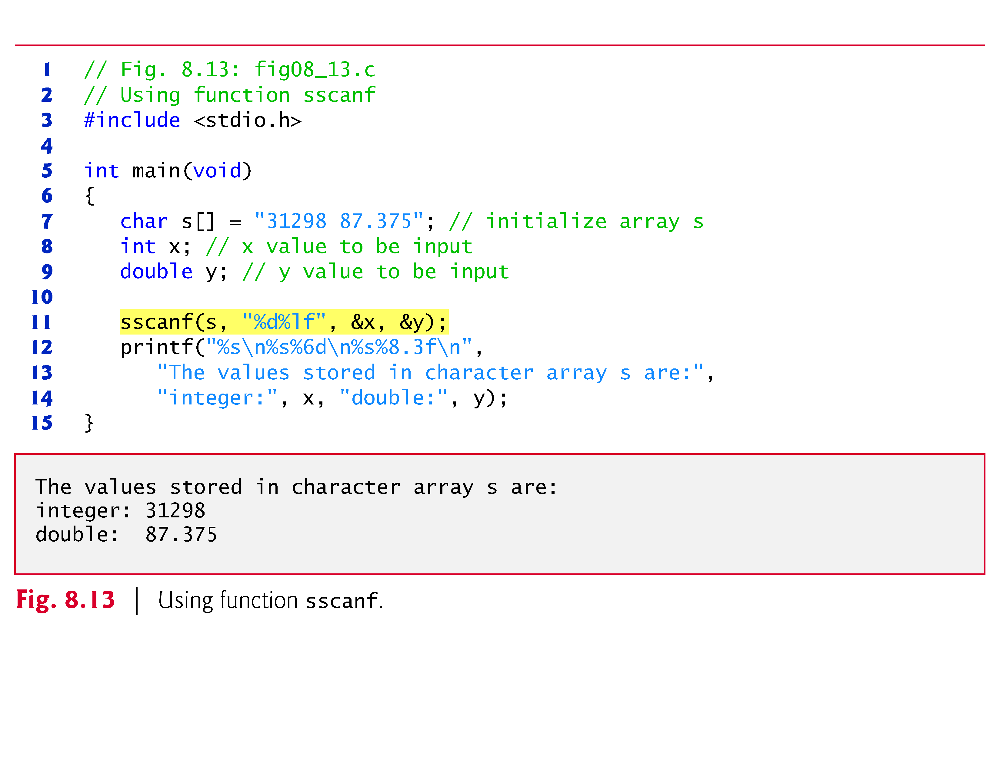 1 // Fig. 8.13: fig08_13.c
2 // Using function sscanf
3 #include <stdio.h>
4
5 int main(void)
6 {
7    char s[] = "31298 87.375"; // initialize array s
8    int x; // x value to be input
9    double y; // y value to be input
10
11    sscanf(s, "%d%lf", &x, &y);
12    printf("%s\n%s%6d\n%s%8.3f\n",
13       "The values stored in character array s are:",
14       "integer:", x, "double:", y);
15 }
The values stored in character array s are:
integer: 31298
double:  87.375
Fig. 8.13 | Using function sscanf.